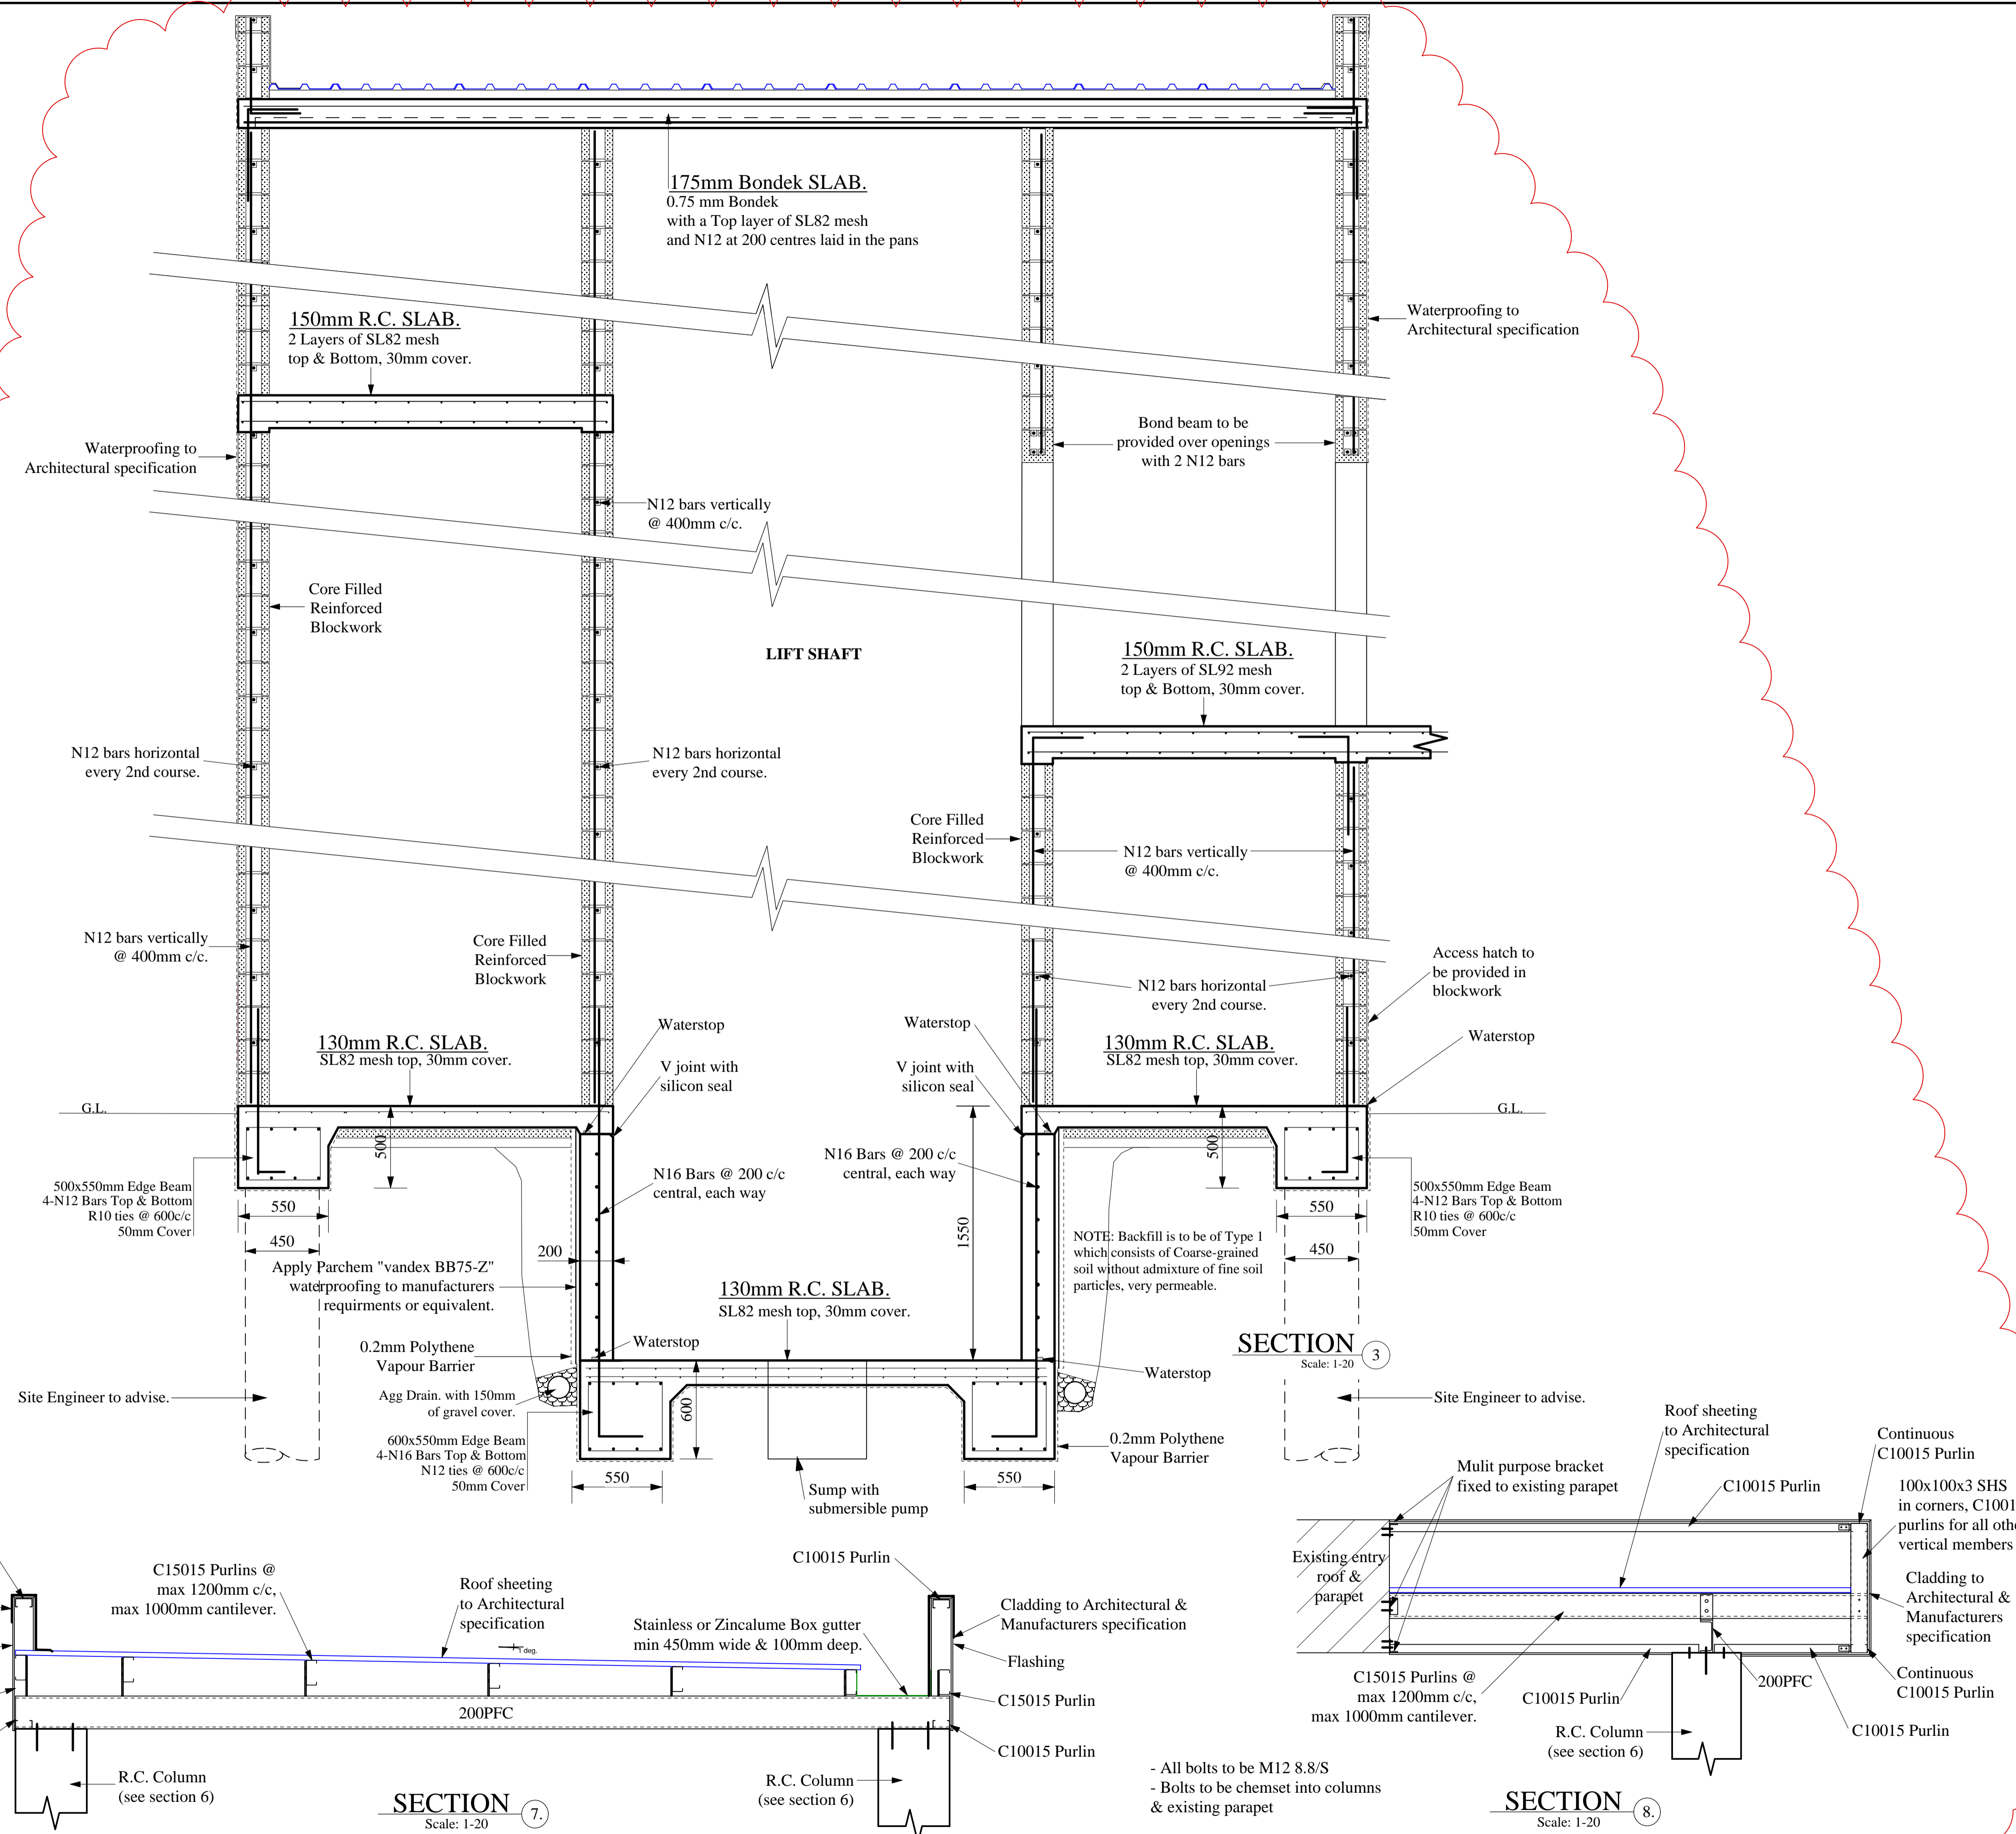 175mm Bondek SLAB.
0.75 mm Bondek
with a Top layer of SL82 mesh
and N12 at 200 centres laid in the pans
150mm R.C. SLAB.
2 Layers of SL82 mesh
top & Bottom, 30mm cover.
Waterproofing to
Architectural specification
Waterproofing to
Architectural specification
Bond beam to be
provided over openings
with 2 N12 bars
N12 bars vertically
@ 400mm c/c.
Core Filled
Reinforced
Blockwork
LIFT SHAFT
150mm R.C. SLAB.
2 Layers of SL92 mesh
top & Bottom, 30mm cover.
N12 bars horizontal
every 2nd course.
N12 bars horizontal
every 2nd course.
Core Filled
Reinforced
Blockwork
N12 bars vertically
@ 400mm c/c.
N12 bars vertically
@ 400mm c/c.
Core Filled
Reinforced
Blockwork
N12 bars horizontal
every 2nd course.
Access hatch to
be provided in
blockwork
130mm R.C. SLAB.
SL82 mesh top, 30mm cover.
Waterstop
V joint with
silicon seal
Waterstop
V joint with
silicon seal
130mm R.C. SLAB.
SL82 mesh top, 30mm cover.
Waterstop
G.L.
G.L.
500
500
N16 Bars @ 200 c/c
central, each way
N16 Bars @ 200 c/c
central, each way
500x550mm Edge Beam
4-N12 Bars Top & Bottom
R10 ties @ 600c/c
50mm Cover
550
450
500x550mm Edge Beam
4-N12 Bars Top & Bottom
R10 ties @ 600c/c
50mm Cover
550
450
200
1550
NOTE: Backfill is to be of Type 1
which consists of Coarse-grained
soil without admixture of fine soil
particles, very permeable.
Apply Parchem "vandex BB75-Z"
waterproofing to manufacturers
requirments or equivalent.
130mm R.C. SLAB.
SL82 mesh top, 30mm cover.
0.2mm Polythene
Vapour Barrier
Waterstop
Waterstop
SECTION 3
Scale: 1-20
Site Engineer to advise.
Agg Drain. with 150mm
of gravel cover.
600
Site Engineer to advise.
600x550mm Edge Beam
4-N16 Bars Top & Bottom
N12 ties @ 600c/c
50mm Cover
550
550
0.2mm Polythene
Vapour Barrier
Sump with
submersible pump
C15015 Purlins @
max 1200mm c/c,
max 1000mm cantilever.
Roof sheeting
to Architectural
specification
1 deg.
C10015 Purlin
Stainless or Zincalume Box gutter
min 450mm wide & 100mm deep.
Cladding to Architectural &
Manufacturers specification
Flashing
C15015 Purlin
200PFC
C10015 Purlin
R.C. Column
(see section 6)
R.C. Column
(see section 6)
SECTION 7.
Scale: 1-20
- All bolts to be M12 8.8/S
- Bolts to be chemset into columns
& existing parapet
Roof sheeting
to Architectural
specification
Mulit purpose bracket
fixed to existing parapet
C10015 Purlin
Continuous
C10015 Purlin
100x100x3 SHS
in corners, C1001
purlins for all oth
vertical members
Existing entry
roof &
parapet
Cladding to
Architectural &
Manufacturers
specification
C15015 Purlins @
max 1200mm c/c,
max 1000mm cantilever.
C10015 Purlin
200PFC
Continuous
C10015 Purlin
C10015 Purlin
R.C. Column
(see section 6)
SECTION 8.
Scale: 1-20